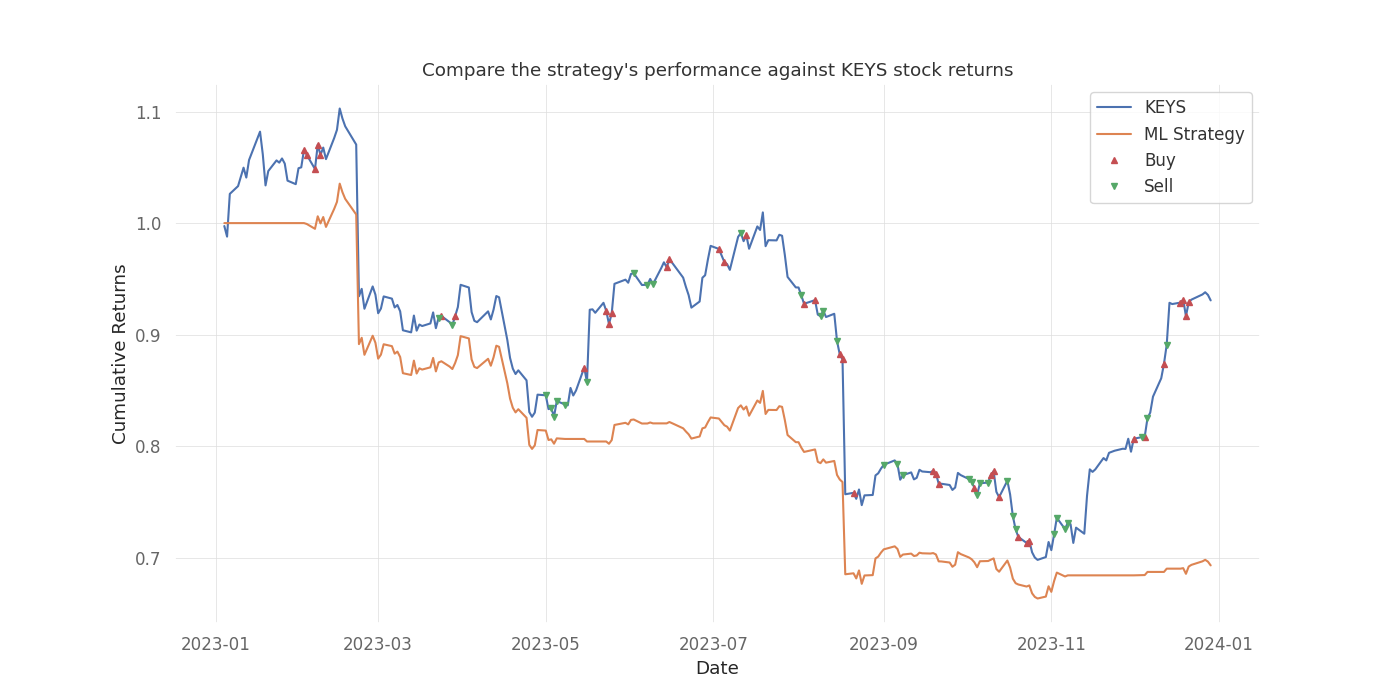 Compare the strategy's performance against KEYS stock returns
KEYS
ML Strategy
Buy
Sell
Cumulative Returns
1.1
1.0
0.9
0.8
0.7
2023-01
2023-03
2023-05
2023-07
2023-09
2023-11
2024-01
Date